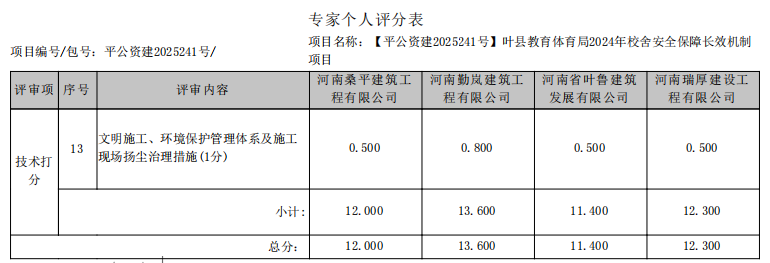 专家个人评分表
项目编号/包号：平公资建2025241号/
项目名称：【平公资建2025241号】叶县教育体育局2024年校舍安全保障长效机制
项目
评审项 序号 评审内容 河南桑平建筑工程有限公司 河南勤岚建筑工程有限公司 河南省叶鲁建筑发展有限公司 河南瑞厚建设工程有限公司
技术打分 13 文明施工、环境保护管理体系及施工现场扬尘治理措施(1分) 0.500 0.800 0.500 0.500
小计: 12.000 13.600 11.400 12.300
总分: 12.000 13.600 11.400 12.300